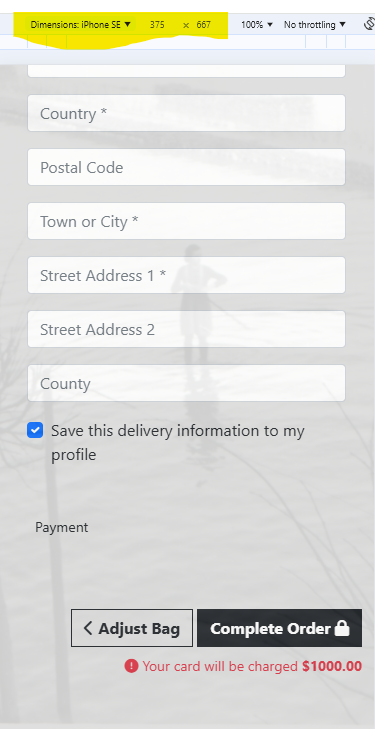 Dimensions: iPhone SE 375 × 667 100% No throttling
Country *
Postal Code
Town or City *
Street Address 1 *
Street Address 2
County
Save this delivery information to my
profile
Payment
Adjust Bag Complete Order
Your card will be charged $1000.00